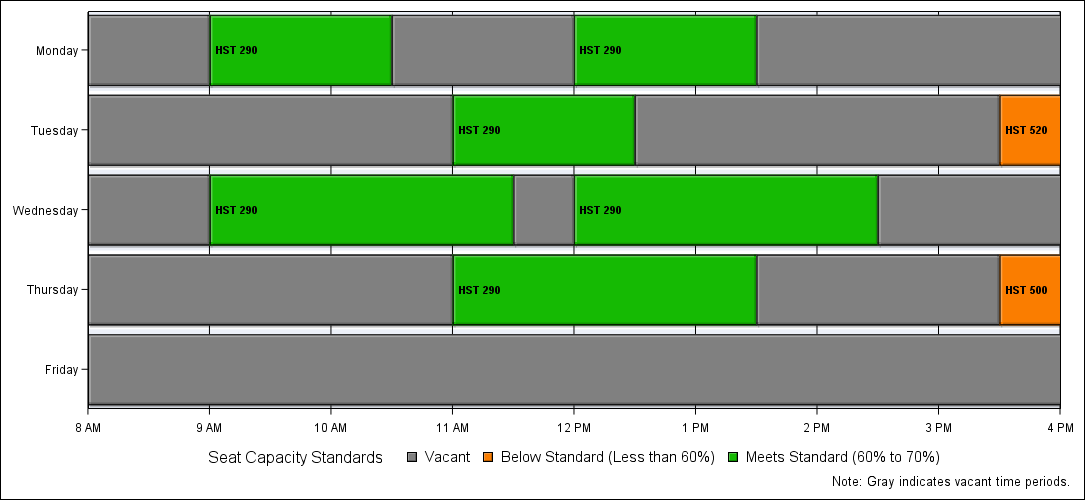 Monday
HST 290
HST 290
Tuesday
HST 290
HST 520
Wednesday
HST 290
HST 290
Thursday
HST 290
HST 500
Friday
8 AM 9 AM 10 AM 11 AM 12 PM 1 PM 2 PM 3 PM 4 PM
Seat Capacity Standards Vacant Below Standard (Less than 60%) Meets Standard (60% to 70%)
Note: Gray indicates vacant time periods.